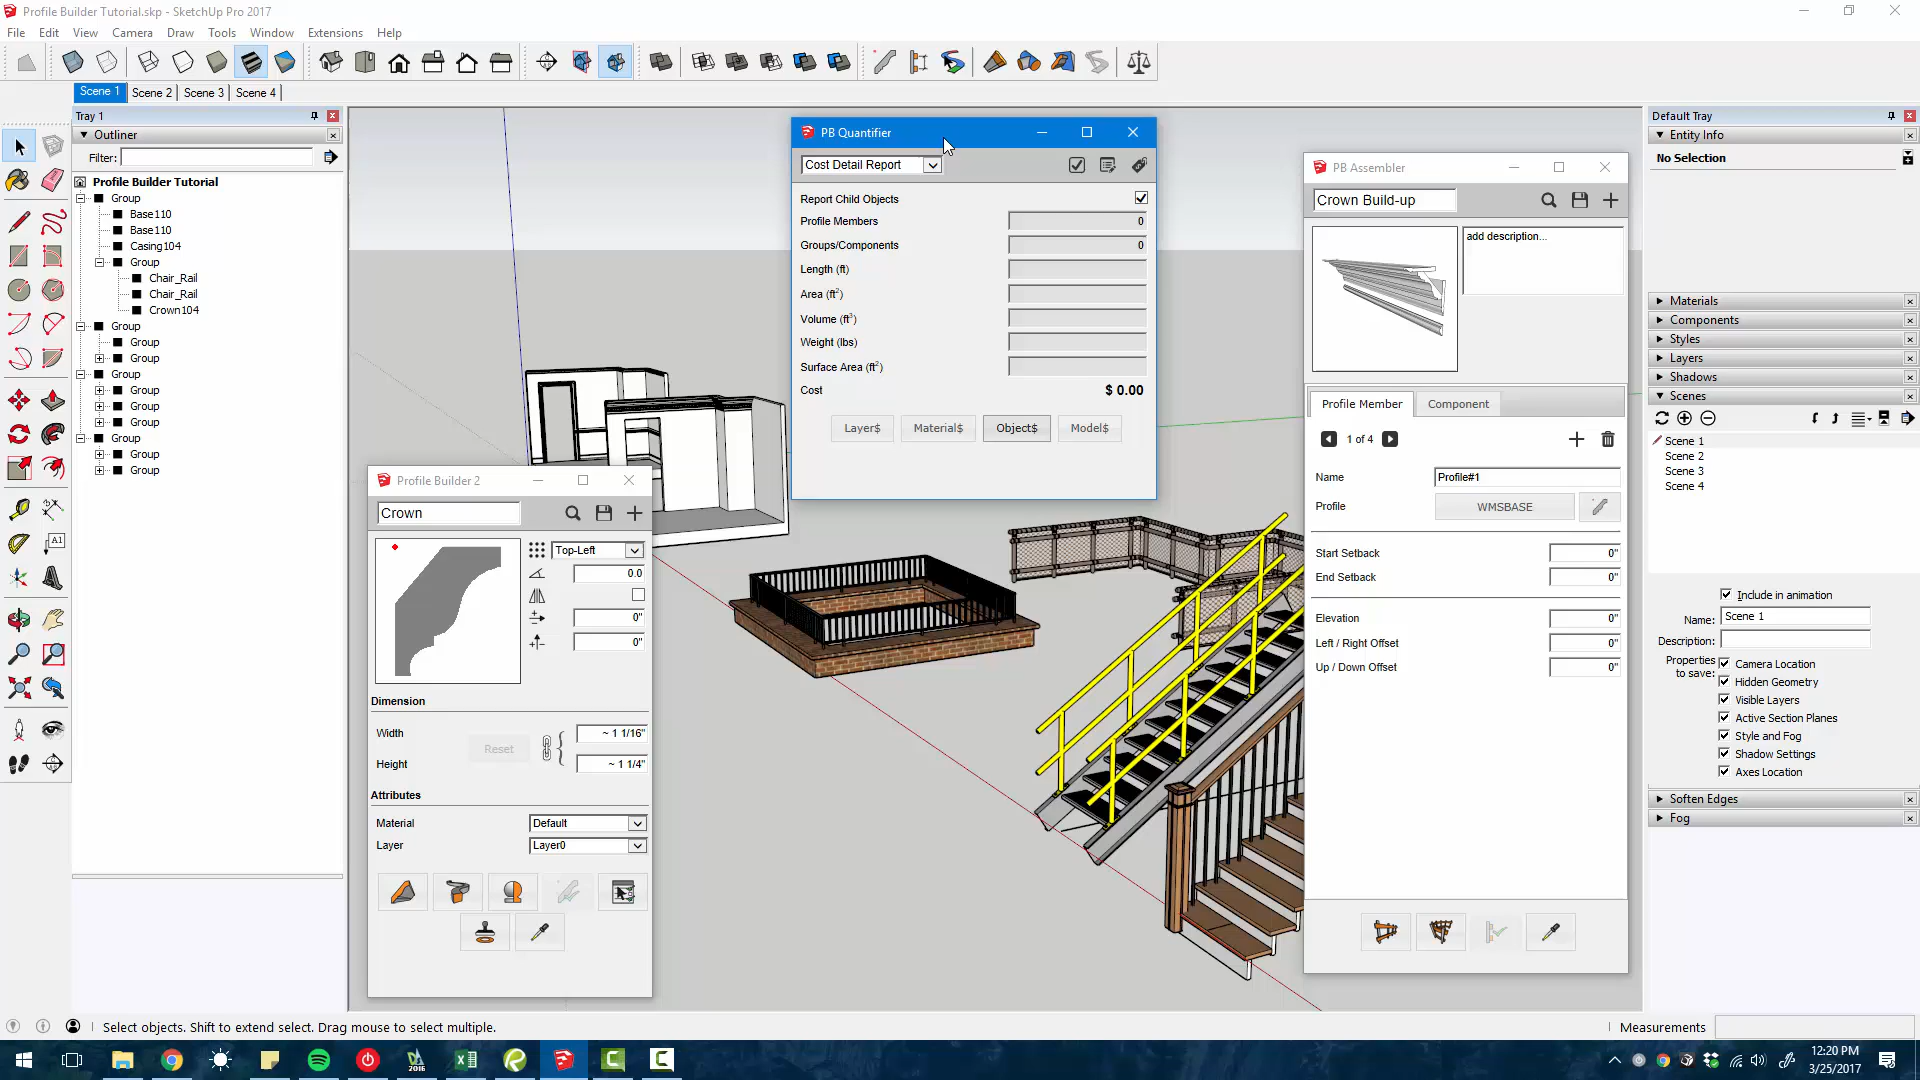 Profile Builder Tutorial.skp - SketchUp Pro 2017
File Edit View Camera Draw Tools Window Extensions Help
Scene 1 Scene 2 Scene 3 Scene 4
Tray 1
Outliner
Filter:
Profile Builder Tutorial
Group
Base110
Base110
Casing104
Group
Chair_Rail
Chair_Rail
Crown104
Group
Group
Group
Group
Group
Group
Group
Group
Group
Group
PB Quantifier
Cost Detail Report
Report Child Objects
Profile Members 0
Groups/Components 0
Length (ft)
Area (ft²)
Volume (ft³)
Weight (lbs)
Surface Area (ft²)
Cost $ 0.00
Layer$ Material$ Object$ Model$
Profile Builder 2
Crown
Top-Left
0.0
0"
0"
Dimension
Width ~ 1 1/16"
Reset
Height ~ 1 1/4"
Attributes
Material Default
Layer Layer0
PB Assembler
Crown Build-up
add description...
Profile Member Component
1 of 4
Name Profile#1
Profile WMSBASE
Start Setback 0"
End Setback 0"
Elevation 0"
Left / Right Offset 0"
Up / Down Offset 0"
Default Tray
Entity Info
No Selection
Materials
Components
Styles
Layers
Shadows
Scenes
Scene 1
Scene 2
Scene 3
Scene 4
Include in animation
Name: Scene 1
Description:
Properties to save:
Camera Location
Hidden Geometry
Visible Layers
Active Section Planes
Style and Fog
Shadow Settings
Axes Location
Soften Edges
Fog
A1
Select objects. Shift to extend select. Drag mouse to select multiple.
Measurements
2016
12:20 PM
3/25/2017